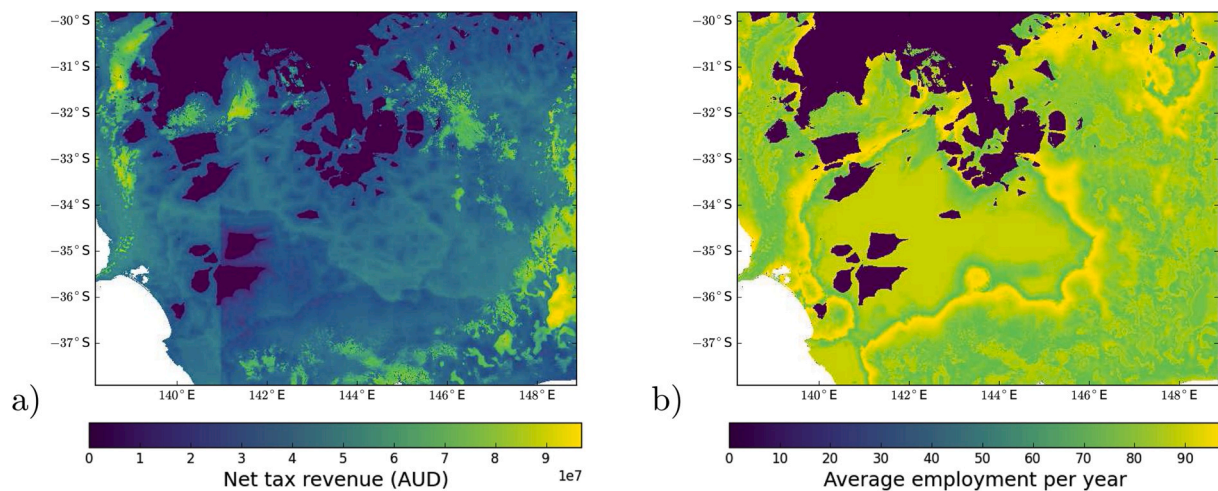 −30°S
−31°S
−32°S
−33°S
−34°S
−35°S
−36°S
−37°S
140°E 142°E 144°E 146°E 148°E
a)
0 1 2 3 4 5 6 7 8 9
1e7
Net tax revenue (AUD)
−30°S
−31°S
−32°S
−33°S
−34°S
−35°S
−36°S
−37°S
140°E 142°E 144°E 146°E 148°E
b)
0 10 20 30 40 50 60 70 80 90
Average employment per year